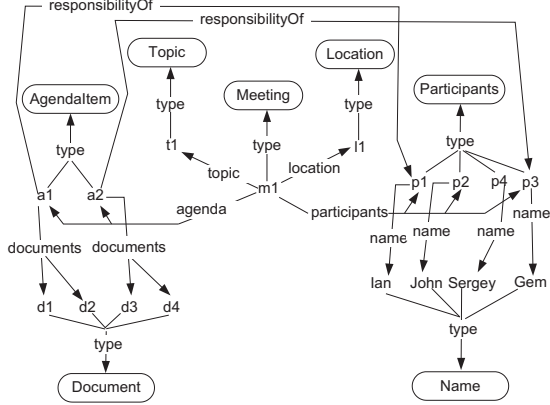 responsibilityOf
responsibilityOf
Topic
Location
AgendaItem
Meeting
Participants
type
type
type
type
type
t1
l1
topic
location
a1
a2
m1
p1
p2
p4
p3
agenda
participants
name
name
name
name
documents
documents
Ian
John
Sergey
Gem
d1
d2
d3
d4
type
type
Document
Name